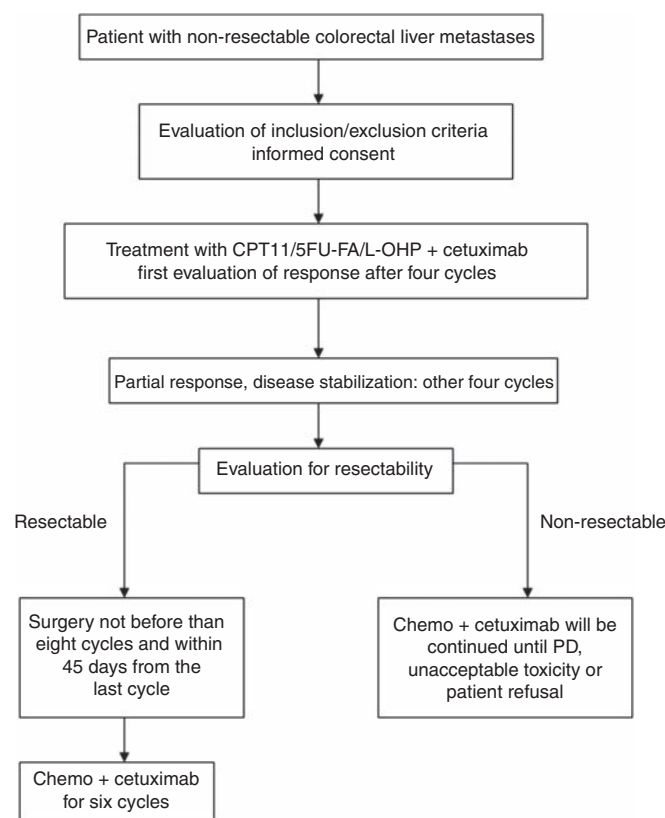 Patient with non-resectable colorectal liver metastases
Evaluation of inclusion/exclusion criteria
informed consent
Treatment with CPT11/5FU-FA/L-OHP + cetuximab
first evaluation of response after four cycles
Partial response, disease stabilization: other four cycles
Evaluation for resectability
Resectable
Non-resectable
Surgery not before than
eight cycles and within
45 days from the
last cycle
Chemo + cetuximab will be
continued until PD,
unacceptable toxicity or
patient refusal
Chemo + cetuximab
for six cycles